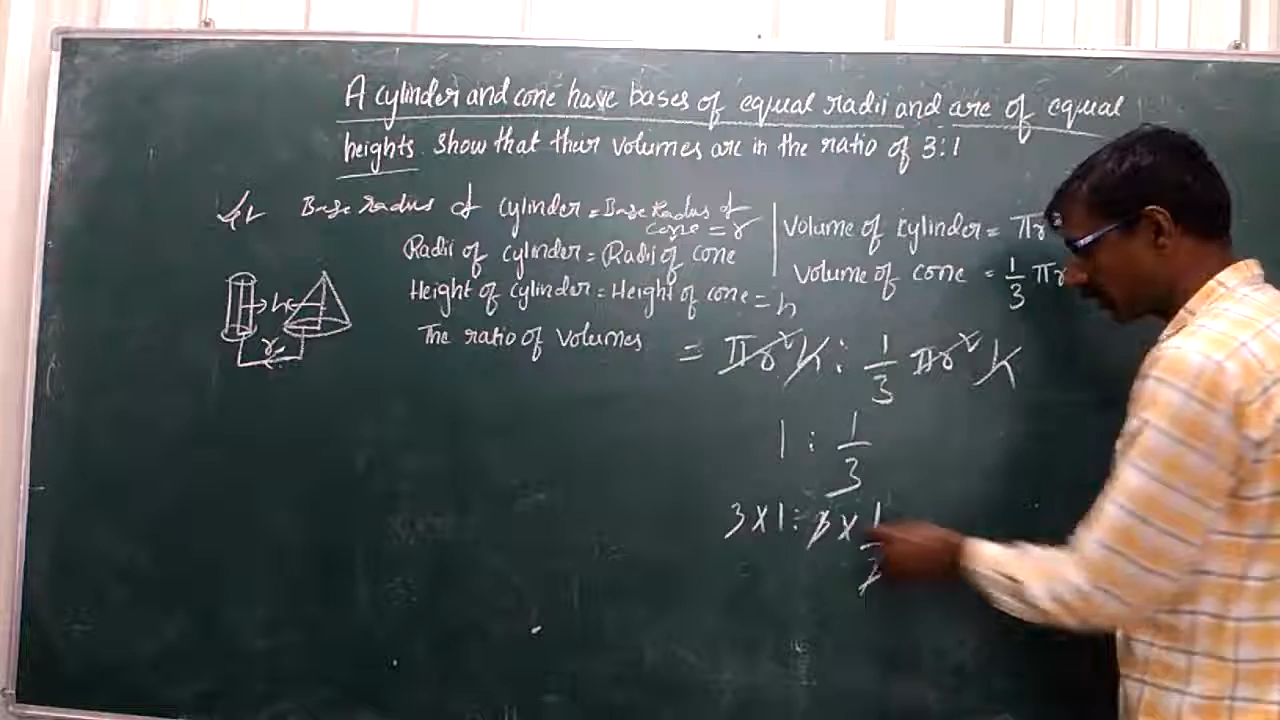 A cylinder and cone have bases of equal radii and are of equal
heights. Show that their volumes are in the ratio of 3:1
Base radius of cylinder = Base Radius of
cone = r
Radii of cylinder = Radii of cone
Height of cylinder = Height of cone = h
Volume of cylinder = πr
Volume of cone = 1/3 πr
h
r
The ratio of volumes = πr²h : 1/3 πr²h
1 : 1/3
3×1 : 3×1/3